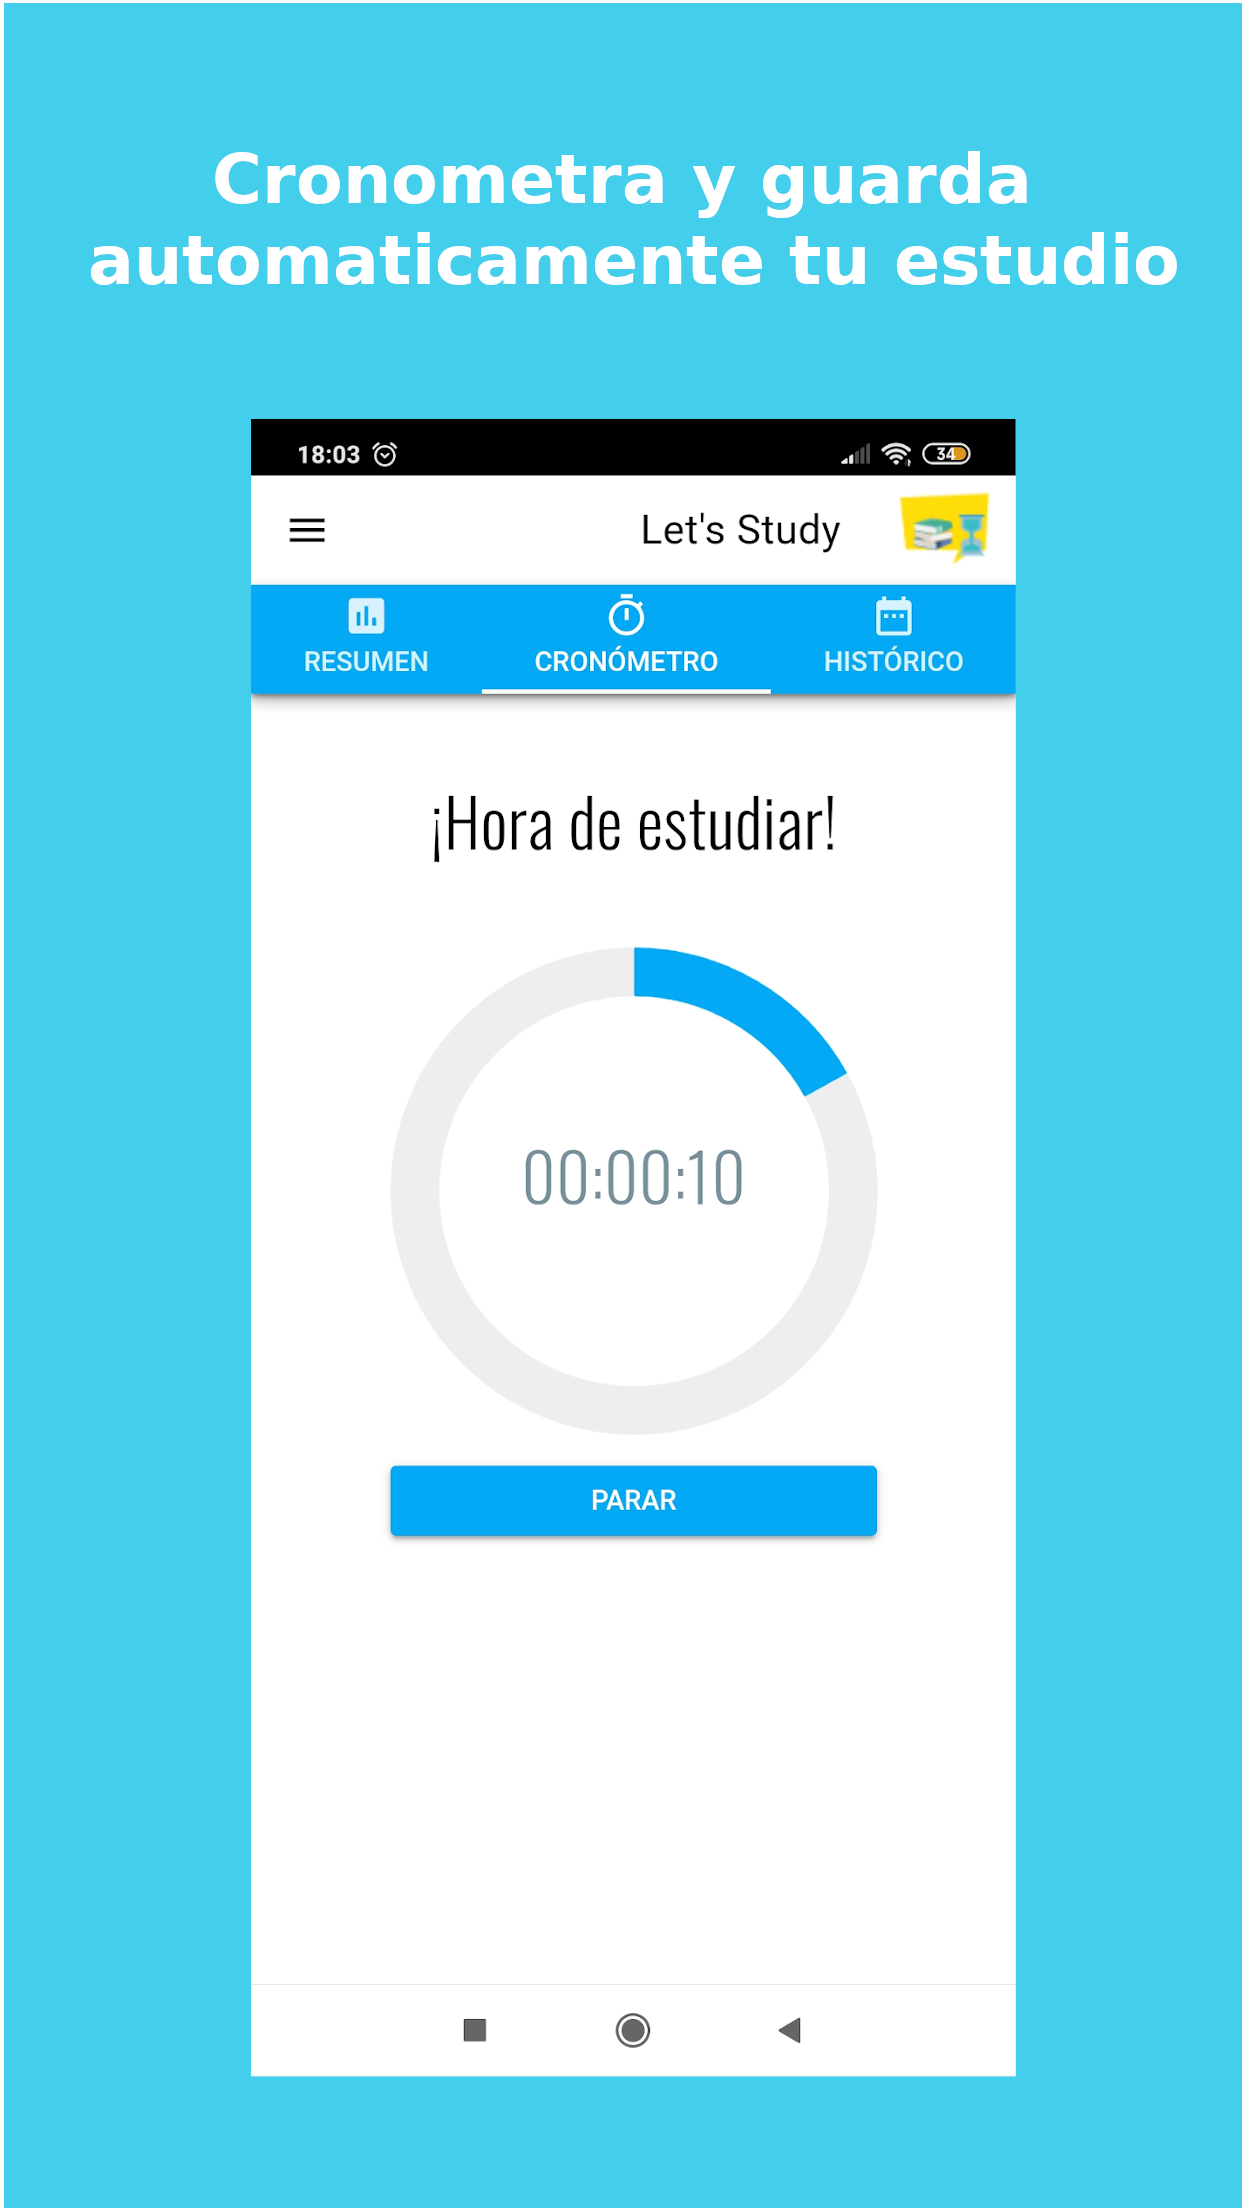 Cronometra y guarda
automaticamente tu estudio
18:03
34
Let's Study
RESUMEN
CRONÓMETRO
HISTÓRICO
¡Hora de estudiar!
00:00:10
PARAR